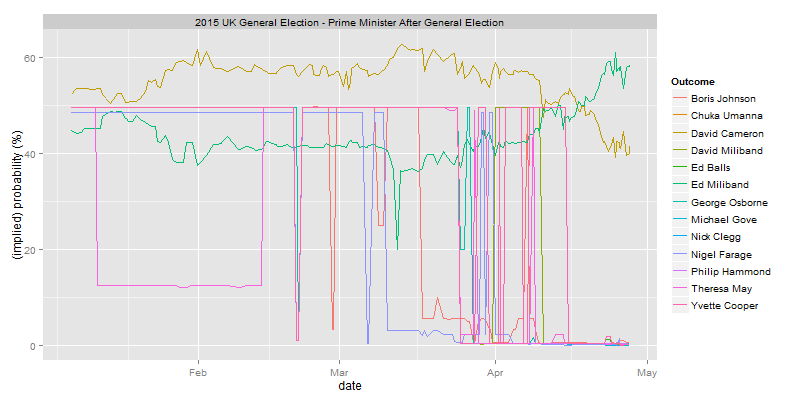 2015 UK General Election - Prime Minister After General Election
60
40
20
0
(implied) probability (%)
Feb
Mar
Apr
May
date
Outcome
Boris Johnson
Chuka Umanna
David Cameron
David Miliband
Ed Balls
Ed Miliband
George Osborne
Michael Gove
Nick Clegg
Nigel Farage
Philip Hammond
Theresa May
Yvette Cooper